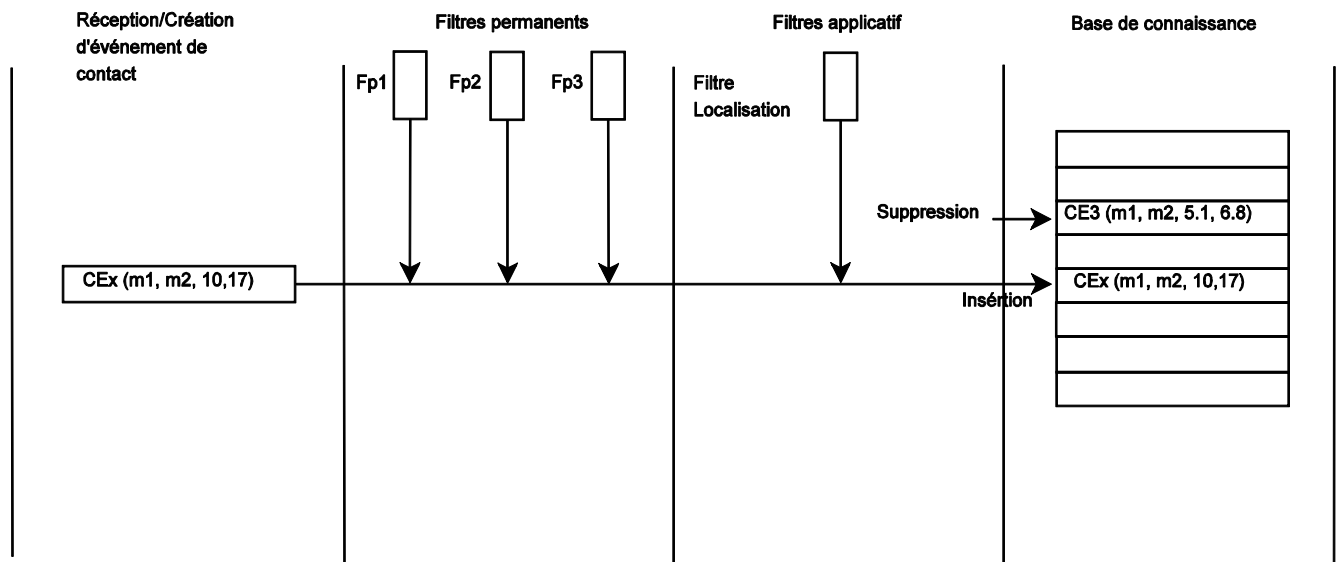 Réception/Création
d'événement de
contact
Filtres permanents
Filtres applicatif
Base de connaissance
Fp1
Fp2
Fp3
Filtre
Localisation
Suppression
CE3 (m1, m2, 5.1, 6.8)
CEx (m1, m2, 10,17)
CEx (m1, m2, 10,17)
Insértion